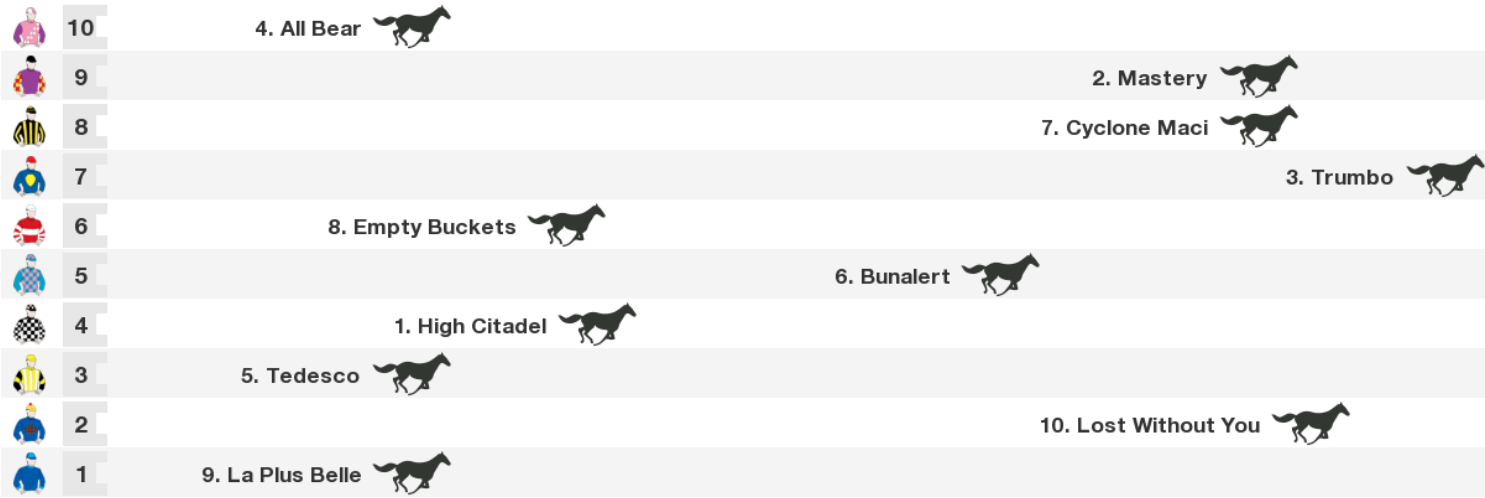 10 4. All Bear
9 2. Mastery
8 7. Cyclone Maci
7 3. Trumbo
6 8. Empty Buckets
5 6. Bunalert
4 1. High Citadel
3 5. Tedesco
2 10. Lost Without You
1 9. La Plus Belle